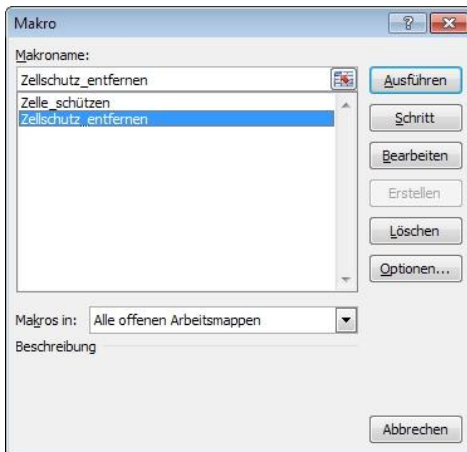 Makro
Makroname:
Zellschutz_entfernen
Zelle_schützen
Zellschutz_entfernen
Ausführen
Schritt
Bearbeiten
Erstellen
Löschen
Optionen...
Makros in: Alle offenen Arbeitsmappen
Beschreibung
Abbrechen